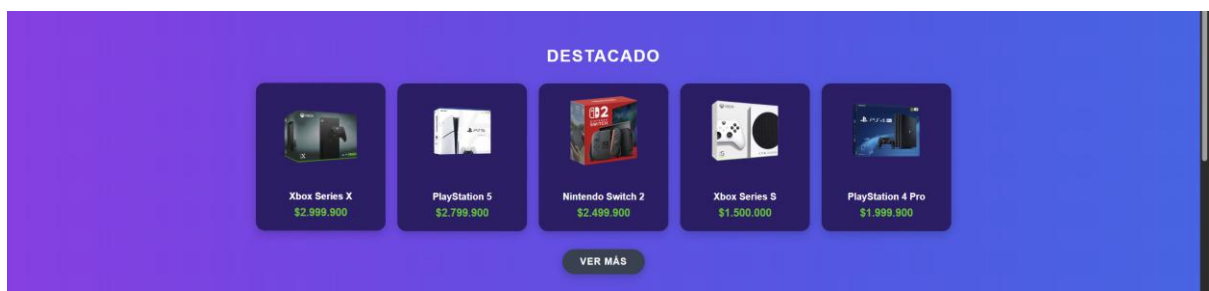 DESTACADO
Xbox Series X
$2.999.900
PlayStation 5
$2.799.900
Nintendo Switch 2
$2.499.900
Xbox Series S
$1.500.000
PlayStation 4 Pro
$1.999.900
VER MÁS